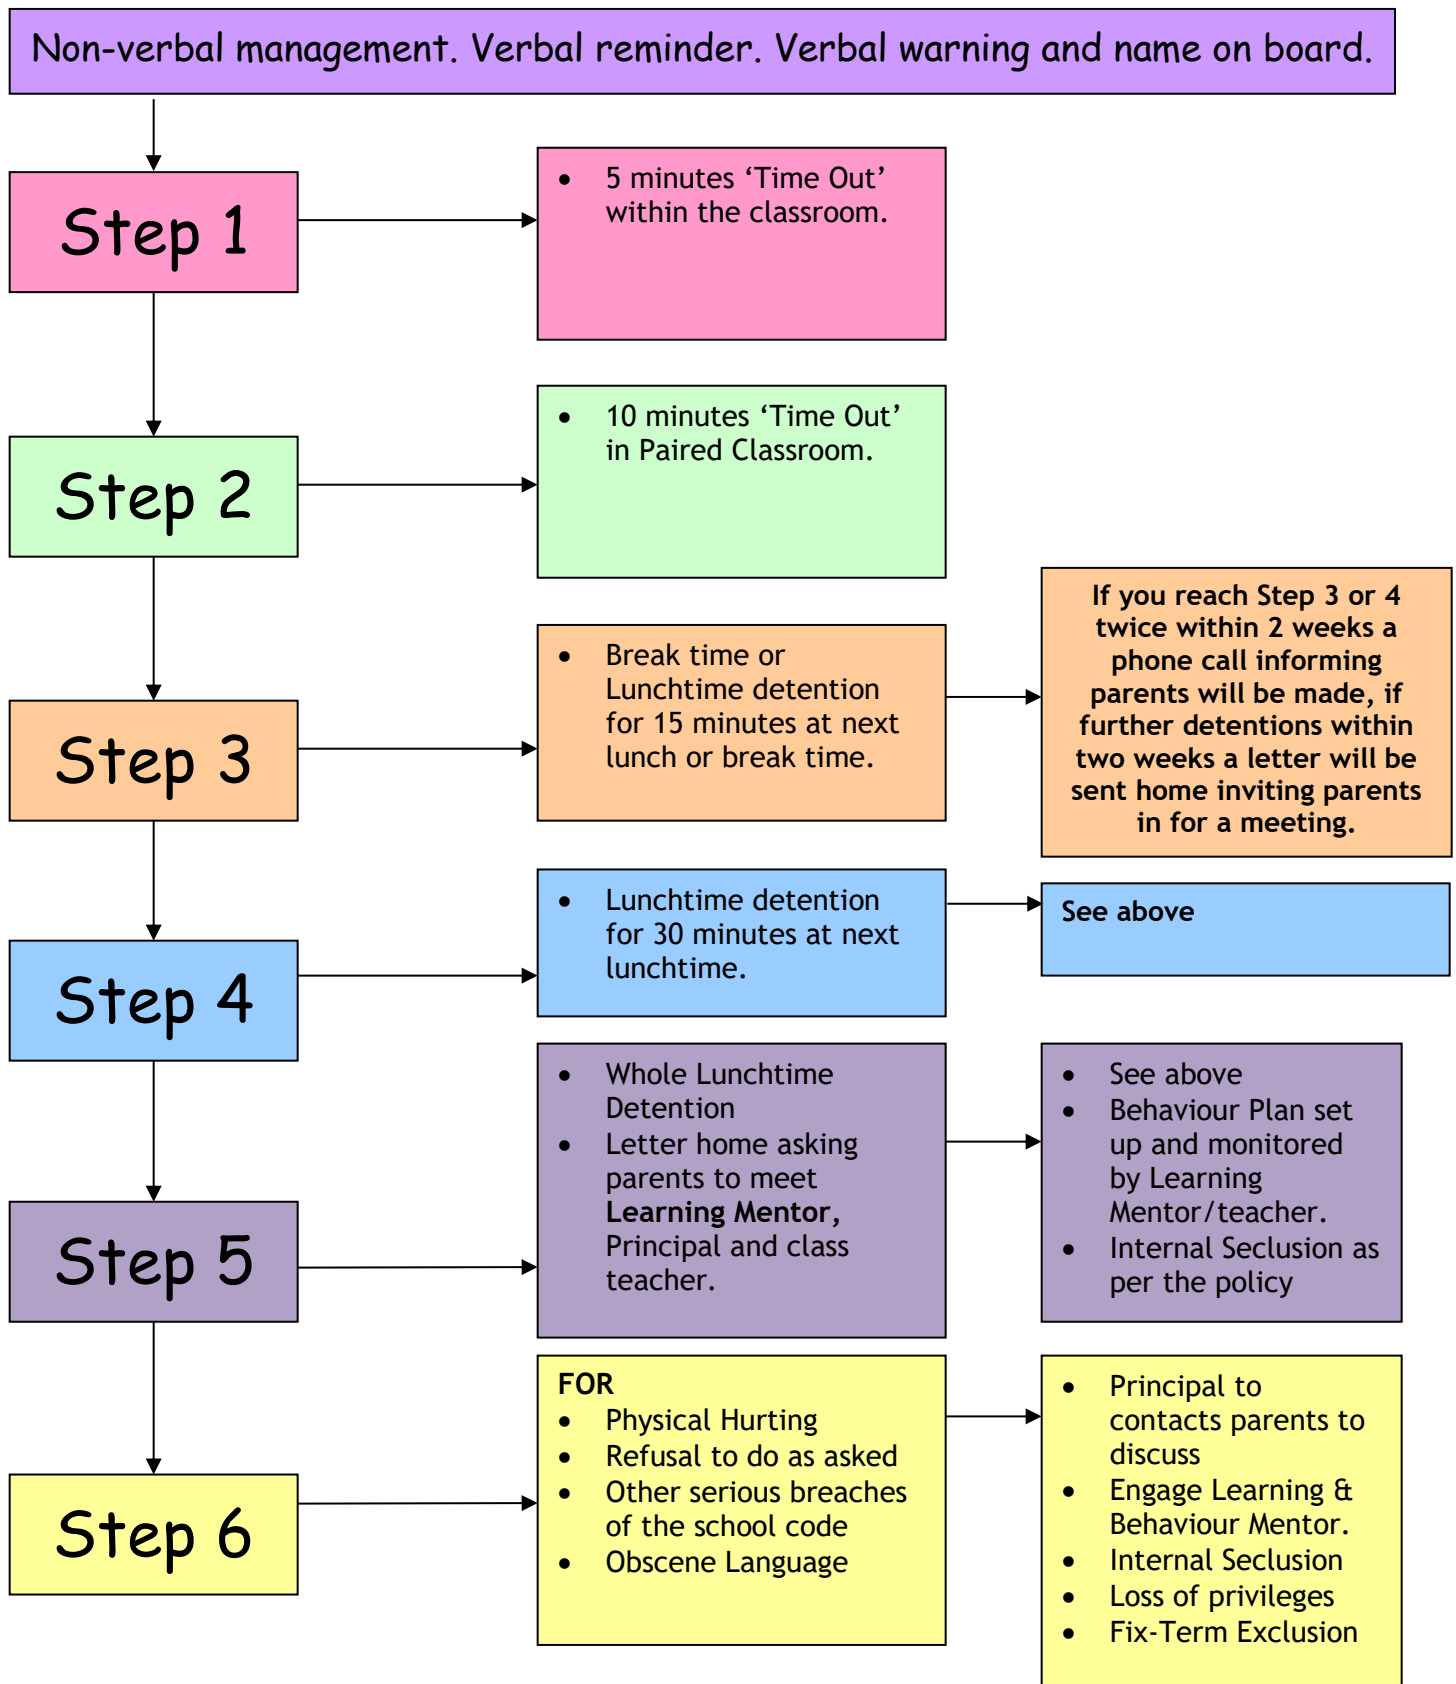 Non-verbal management. Verbal reminder. Verbal warning and name on board.
Step 1
• 5 minutes ‘Time Out’
within the classroom.
Step 2
• 10 minutes ‘Time Out’
in Paired Classroom.
Step 3
• Break time or
Lunchtime detention
for 15 minutes at next
lunch or break time.
If you reach Step 3 or 4
twice within 2 weeks a
phone call informing
parents will be made, if
further detentions within
two weeks a letter will be
sent home inviting parents
in for a meeting.
Step 4
• Lunchtime detention
for 30 minutes at next
lunchtime.
See above
Step 5
• Whole Lunchtime
Detention
• Letter home asking
parents to meet
Learning Mentor,
Principal and class
teacher.
• See above
• Behaviour Plan set
up and monitored
by Learning
Mentor/teacher.
• Internal Seclusion as
per the policy
Step 6
FOR
• Physical Hurting
• Refusal to do as asked
• Other serious breaches
of the school code
• Obscene Language
• Principal to
contacts parents to
discuss
• Engage Learning &
Behaviour Mentor.
• Internal Seclusion
• Loss of privileges
• Fix-Term Exclusion